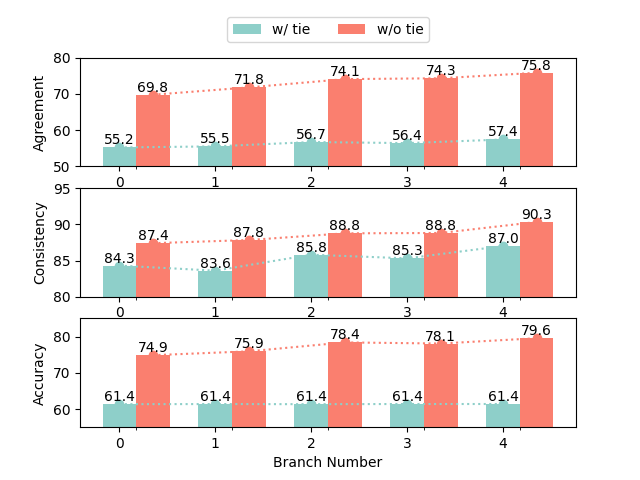 w/ tie w/o tie
Agreement
80
70
60
50
55.2 69.8 55.5 71.8 56.7 74.1 56.4 74.3 57.4 75.8
0 1 2 3 4
Consistency
95
90
85
80
84.3 87.4 83.6 87.8 85.8 88.8 85.3 88.8 87.0 90.3
0 1 2 3 4
Accuracy
80
70
60
61.4 74.9 61.4 75.9 61.4 78.4 61.4 78.1 61.4 79.6
0 1 2 3 4
Branch Number